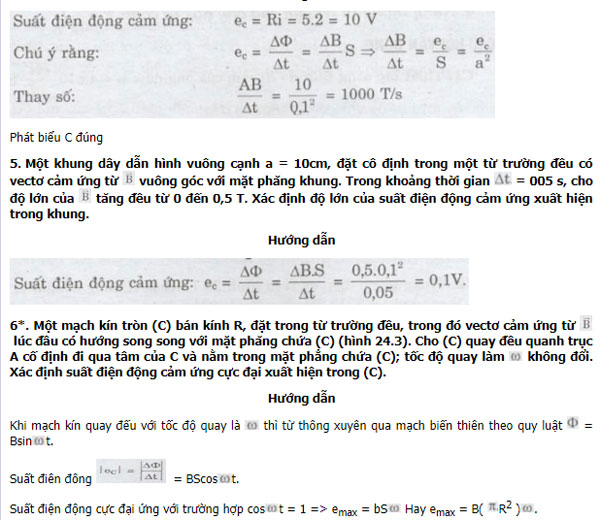 Suất điện động cảm ứng: e_c = Ri = 5.2 = 10 V
Chú ý rằng: e_c = ΔΦ/Δt = ΔB/Δt S ⇒ ΔB/Δt = e_c/S = e_c/a²
Thay số: AB/Δt = 10/0,1² = 1000 T/s
Phát biểu C đúng
5. Một khung dây dẫn hình vuông cạnh a = 10cm, đặt cô định trong một từ trường đều có
vectơ cảm ứng từ B vuông góc với mặt phẳng khung. Trong khoảng thời gian Δt = 005 s, cho
độ lớn của B tăng đều từ 0 đến 0,5 T. Xác định độ lớn của suất điện động cảm ứng xuất hiện
trong khung.
Hướng dẫn
Suất điện động cảm ứng: e_c = ΔΦ/Δt = ΔB.S/Δt = 0,5.0,1²/0,05 = 0,1V.
6*. Một mạch kín tròn (C) bán kính R, đặt trong từ trường đều, trong đó vectơ cảm ứng từ B
lúc đầu có hướng song song với mặt phẳng chứa (C) (hình 24.3). Cho (C) quay đều quanh trục
A cố định đi qua tâm của C và nằm trong mặt phẳng chứa (C); tốc độ quay làm ω không đổi.
Xác định suất điện động cảm ứng cực đại xuất hiện trong (C).
Hướng dẫn
Khi mạch kín quay đếu với tốc độ quay là ω thì từ thông xuyên qua mạch biến thiên theo quy luật Φ =
Bsinωt.
Suất điên đông |e_C| = |ΔΦ/Δt| = BScosωt.
Suất điện động cực đại ứng với trường hợp cosωt = 1 => e_max = bSω Hay e_max = B( πR² )ω.